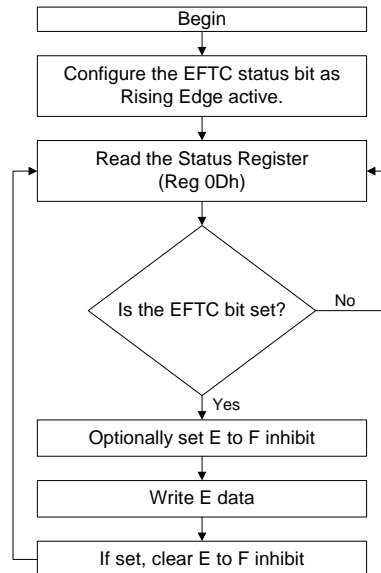 Begin
Configure the EFTC status bit as
Rising Edge active.
Read the Status Register
(Reg 0Dh)
Is the EFTC bit set?
No
Yes
Optionally set E to F inhibit
Write E data
If set, clear E to F inhibit